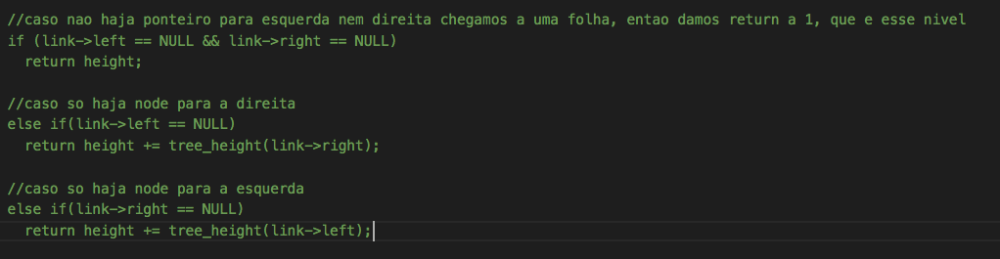 //caso nao haja ponteiro para esquerda nem direita chegamos a uma folha, entao damos return a 1, que e esse nivel
if (link->left == NULL && link->right == NULL)
  return height;

//caso so haja node para a direita
else if(link->left == NULL)
  return height += tree_height(link->right);

//caso so haja node para a esquerda
else if(link->right == NULL)
  return height += tree_height(link->left);